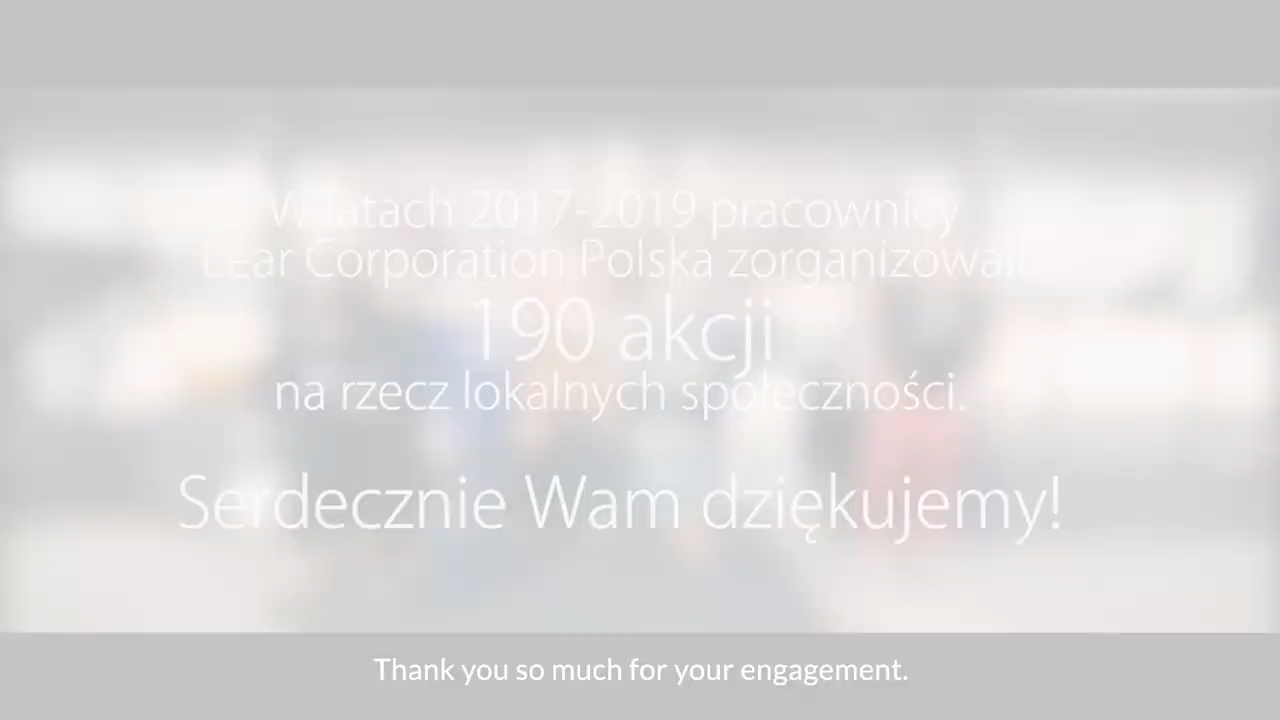 W latach 2017-2019 pracownicy
Lear Corporation Polska zorganizowali
190 akcji
na rzecz lokalnych społeczności.
Serdecznie Wam dziękujemy!
Thank you so much for your engagement.